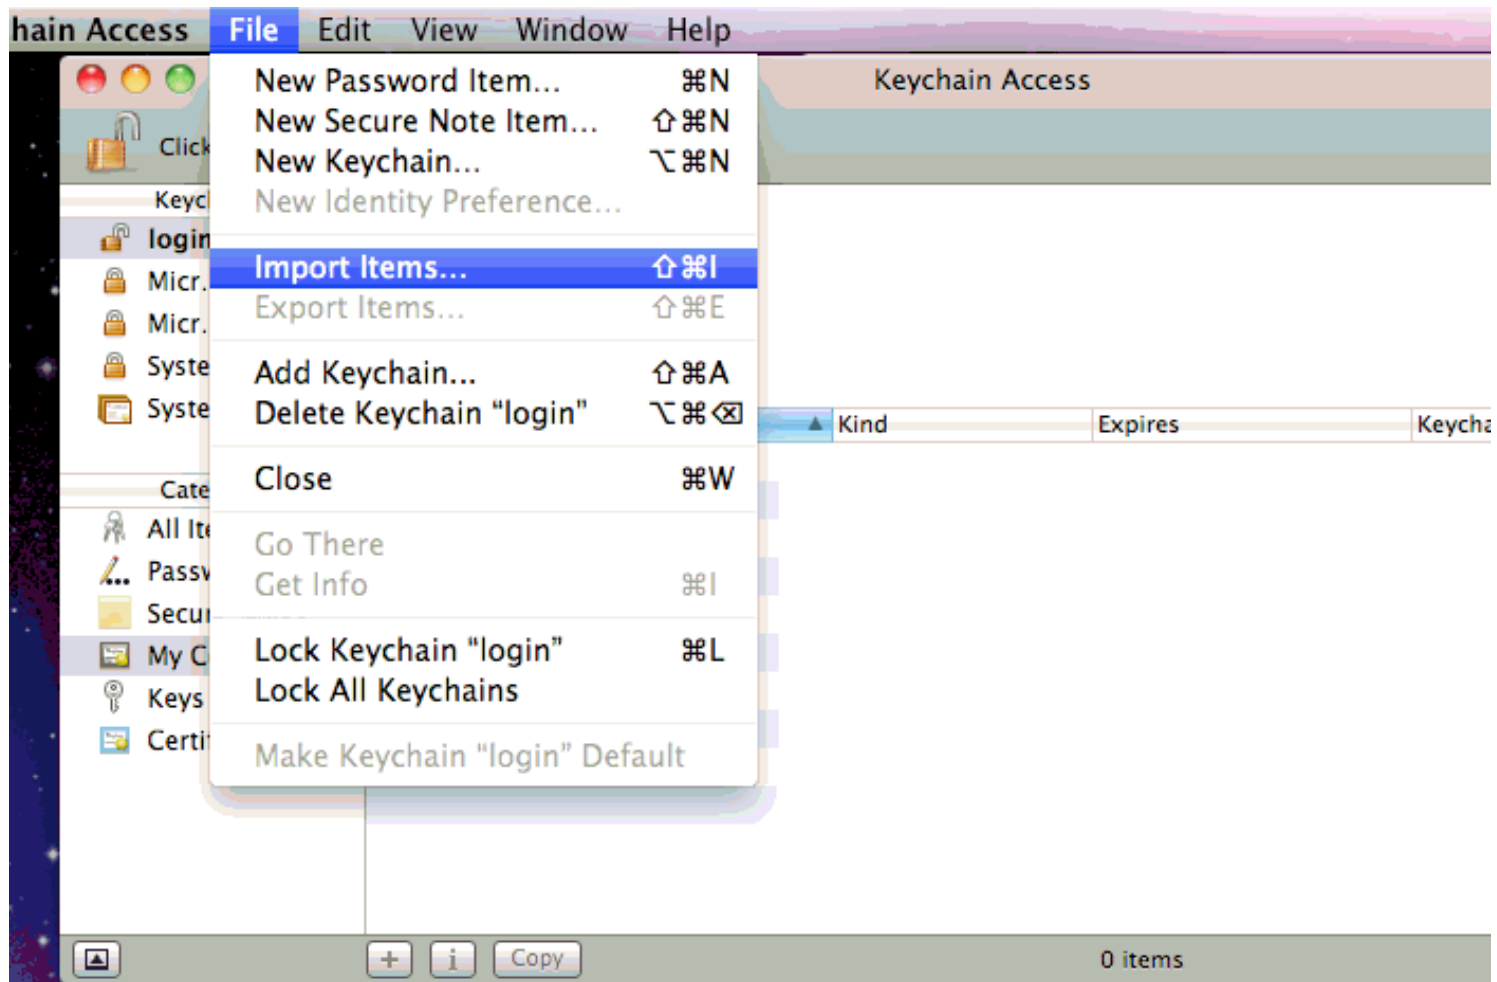 hain Access File Edit View Window Help
Keychain Access
New Password Item... ⌘N
New Secure Note Item... ⇧⌘N
New Keychain... ⌥⌘N
New Identity Preference...
Import Items... ⇧⌘I
Export Items... ⇧⌘E
Add Keychain... ⇧⌘A
Delete Keychain “login” ⌥⌘⌫
Close ⌘W
Go There
Get Info ⌘I
Lock Keychain “login” ⌘L
Lock All Keychains
Make Keychain “login” Default
Click
Keyc
login
Micr.
Micr.
Syste
Syste
Cate
All Ite
Passw
Secur
My C
Keys
Certif
Kind Expires Keycha
+ i Copy 0 items